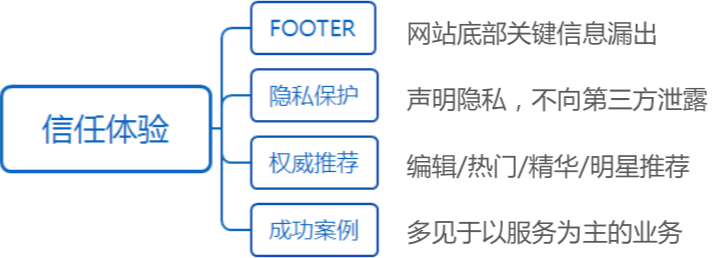 信任体验
FOOTER 网站底部关键信息漏出
隐私保护 声明隐私，不向第三方泄露
权威推荐 编辑/热门/精华/明星推荐
成功案例 多见于以服务为主的业务